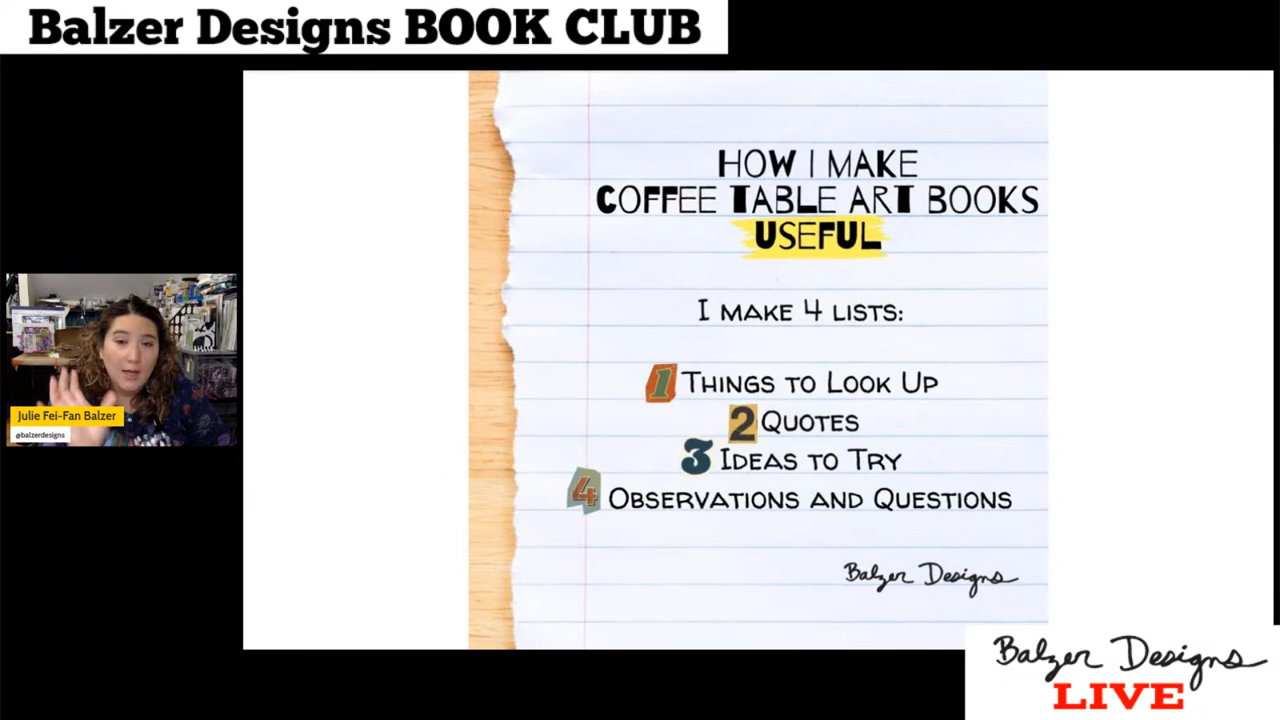 Balzer Designs BOOK CLUB
HOW I MAKE
COFFEE TABLE ART BOOKS
USEFUL
I MAKE 4 LISTS:
1 THINGS TO LOOK UP
2 QUOTES
3 IDEAS TO TRY
4 OBSERVATIONS AND QUESTIONS
Balzer Designs
Julie Fei-Fan Balzer
@balzerdesigns
Balzer Designs
LIVE